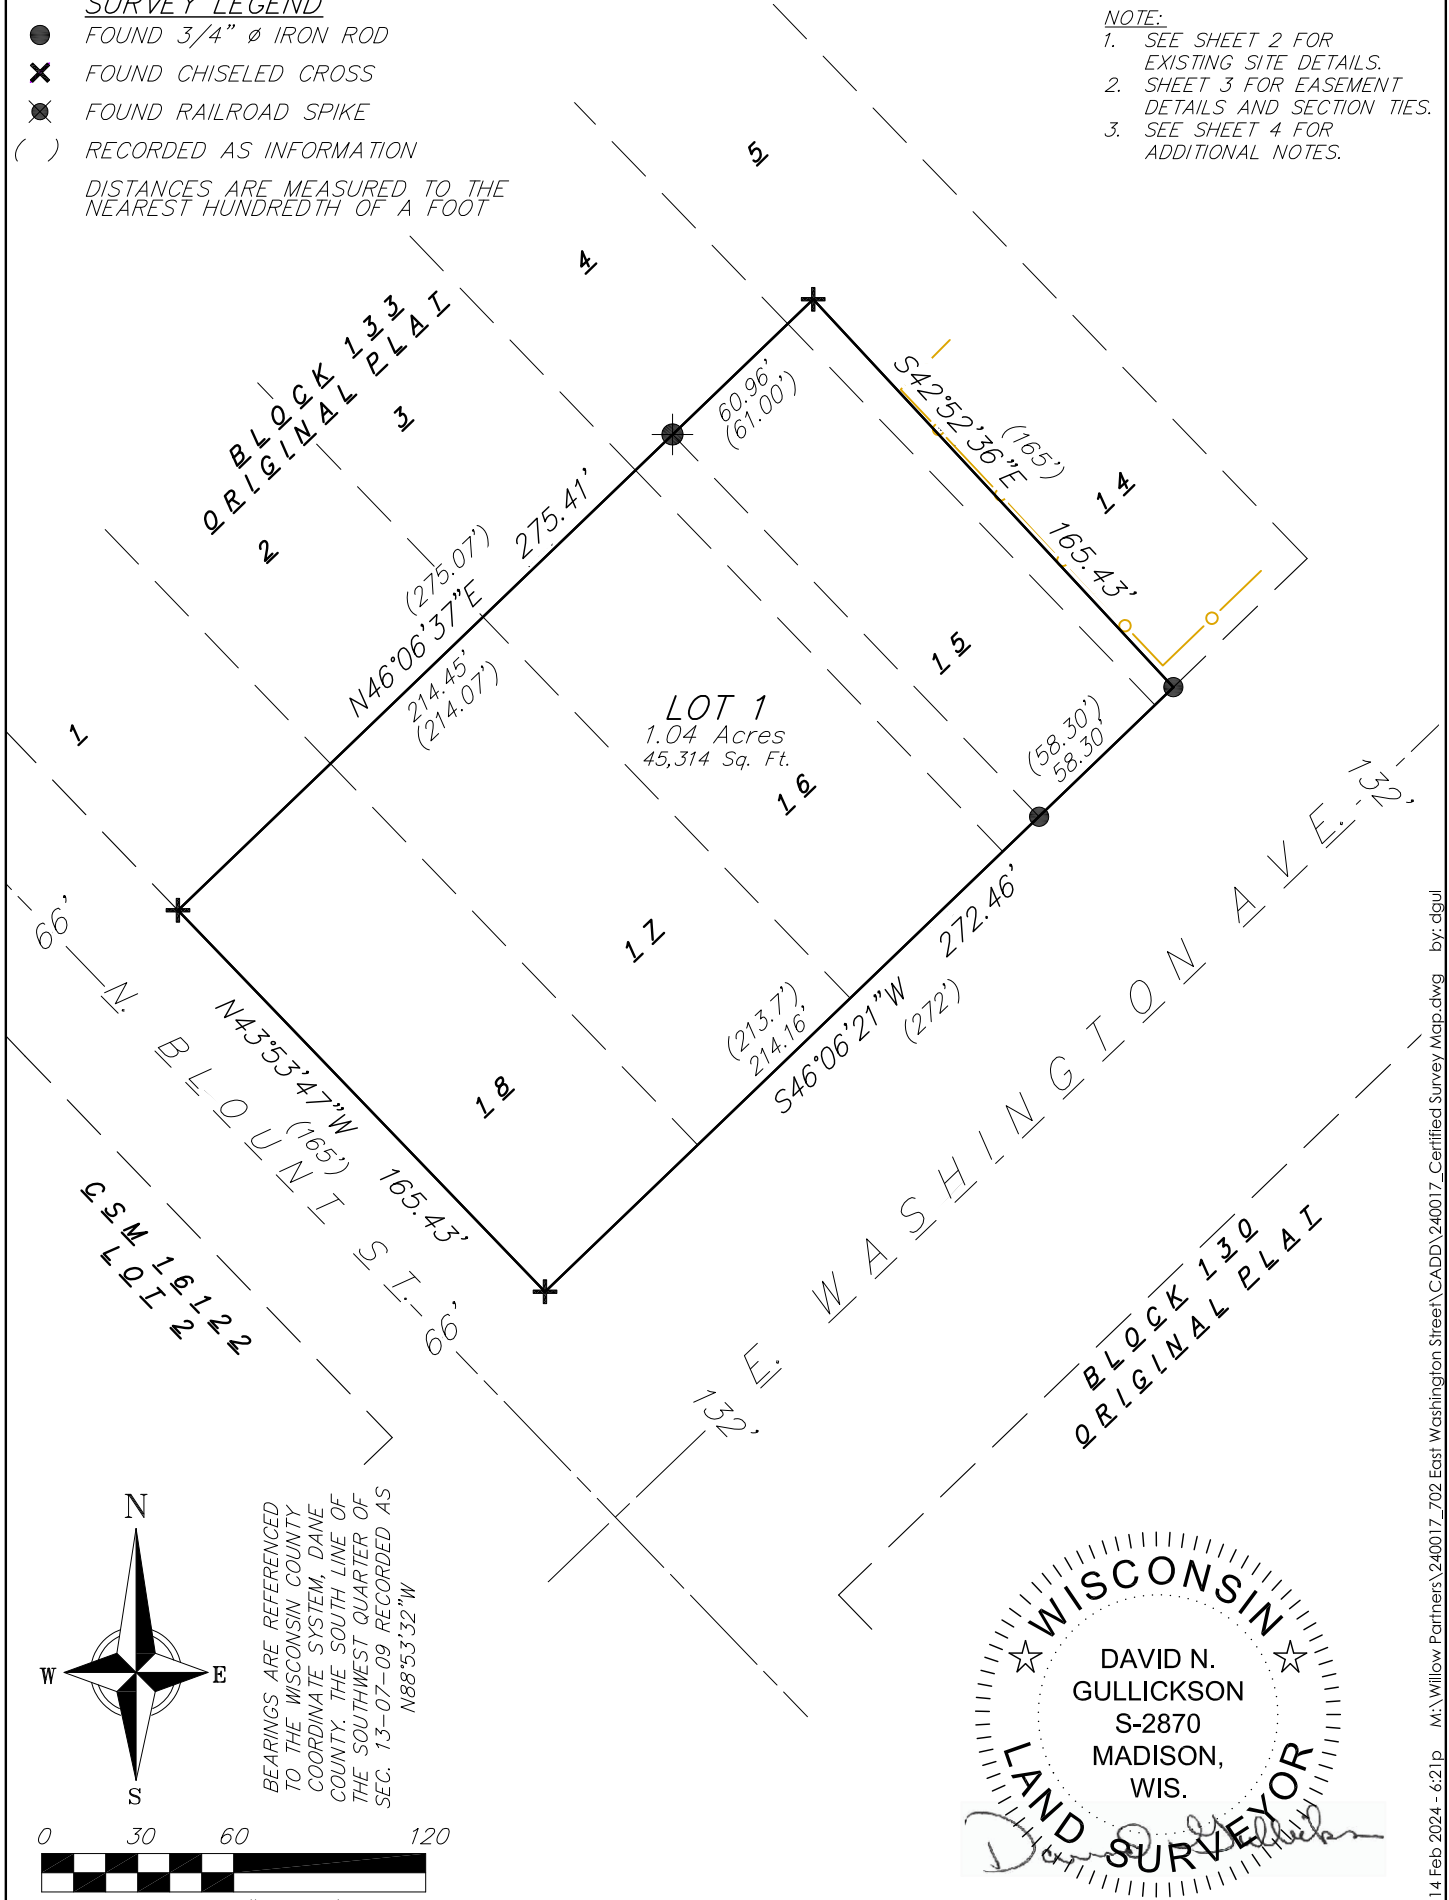 SURVEY LEGEND
FOUND 3/4" ø IRON ROD
FOUND CHISELED CROSS
FOUND RAILROAD SPIKE
( ) RECORDED AS INFORMATION
DISTANCES ARE MEASURED TO THE
NEAREST HUNDREDTH OF A FOOT
NOTE:
1. SEE SHEET 2 FOR
EXISTING SITE DETAILS.
2. SHEET 3 FOR EASEMENT
DETAILS AND SECTION TIES.
3. SEE SHEET 4 FOR
ADDITIONAL NOTES.
5
4
BLOCK 133
ORIGINAL PLAT
3
2
1
60.96'
(61.00')
S42°52'36"E
(165')
165.43'
14
(275.07')
275.41'
N46°06'37"E
214.45'
(214.07')
15
LOT 1
1.04 Acres
45,314 Sq. Ft.
16
(58.30')
58.30'
132'
17
272.46'
S46°06'21"W
(272')
(213.7')
214.16'
18
N43°53'47"W
(165')
165.43'
66'
N. BLOUNT ST.
66'
E. WASHINGTON AVE.
132'
CSM 16122
LOT 2
BLOCK 130
ORIGINAL PLAT
N
W
E
S
BEARINGS ARE REFERENCED
TO THE WISCONSIN COUNTY
COORDINATE SYSTEM, DANE
COUNTY. THE SOUTH LINE OF
THE SOUTHWEST QUARTER OF
SEC. 13-07-09 RECORDED AS
N88°53'32"W
0 30 60 120
WISCONSIN
DAVID N.
GULLICKSON
S-2870
MADISON,
WIS.
LAND SURVEYOR
14 Feb 2024 - 6:21p M:\Willow Partners\240017_702 East Washington Street\CADD\240017_Certified Survey Map.dwg by: dgul